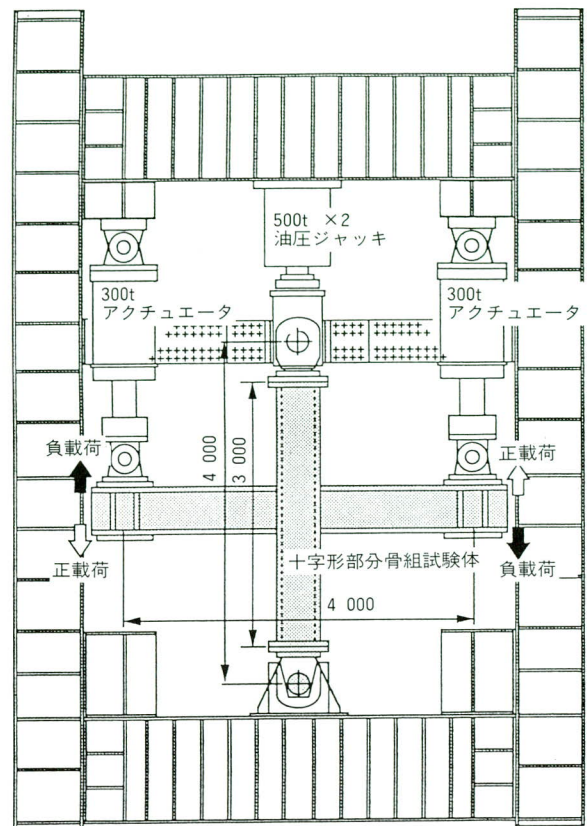 500t ×2
油圧ジャッキ
300t
アクチュエータ
300t
アクチュエータ
負載荷
正載荷
4 000
3 000
正載荷
負載荷
十字形部分骨組試験体
4 000